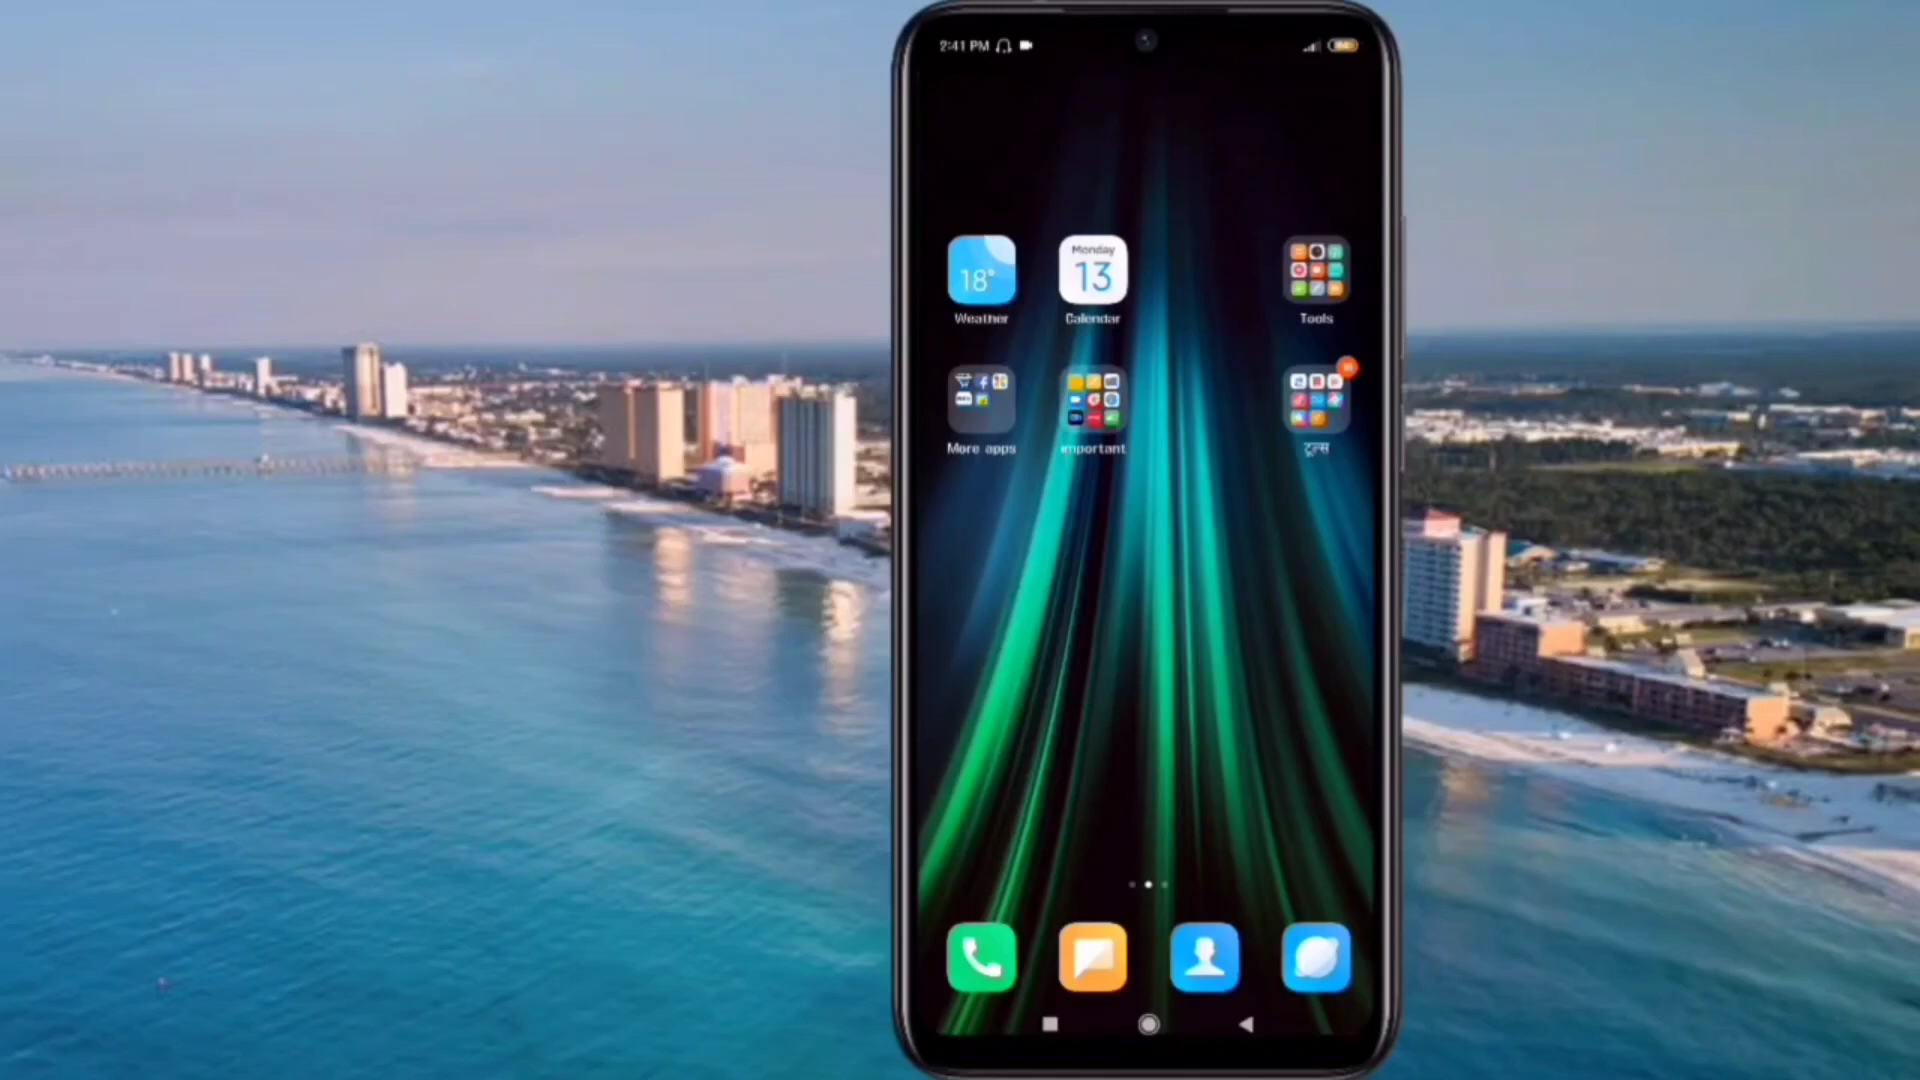 2:41 PM
18°
Monday
13
Weather
Calendar
Tools
More apps
important
टूल्स